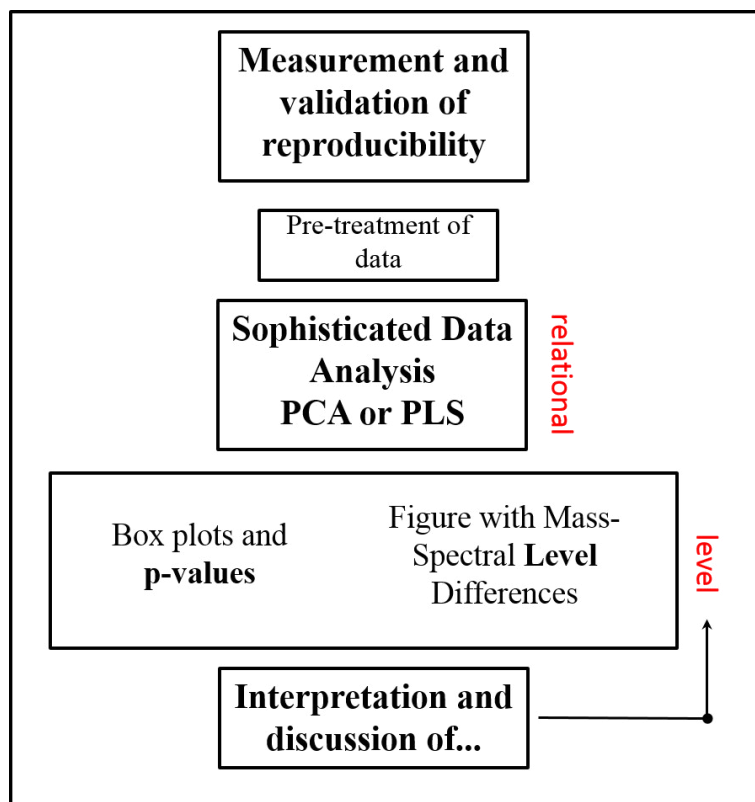 Measurement and
validation of
reproducibility
Pre-treatment of
data
Sophisticated Data
Analysis
PCA or PLS
relational
Box plots and
p-values
Figure with Mass-
Spectral Level
Differences
level
Interpretation and
discussion of...